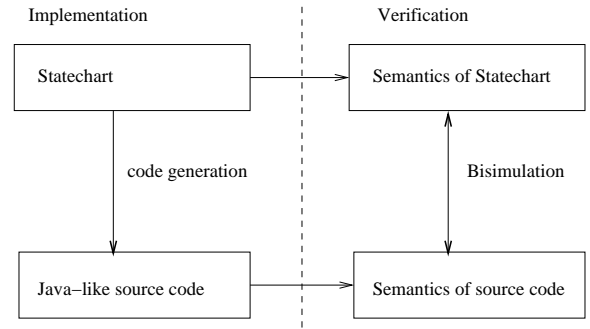 Implementation
Verification
Statechart
Semantics of Statechart
code generation
Bisimulation
Java−like source code
Semantics of source code